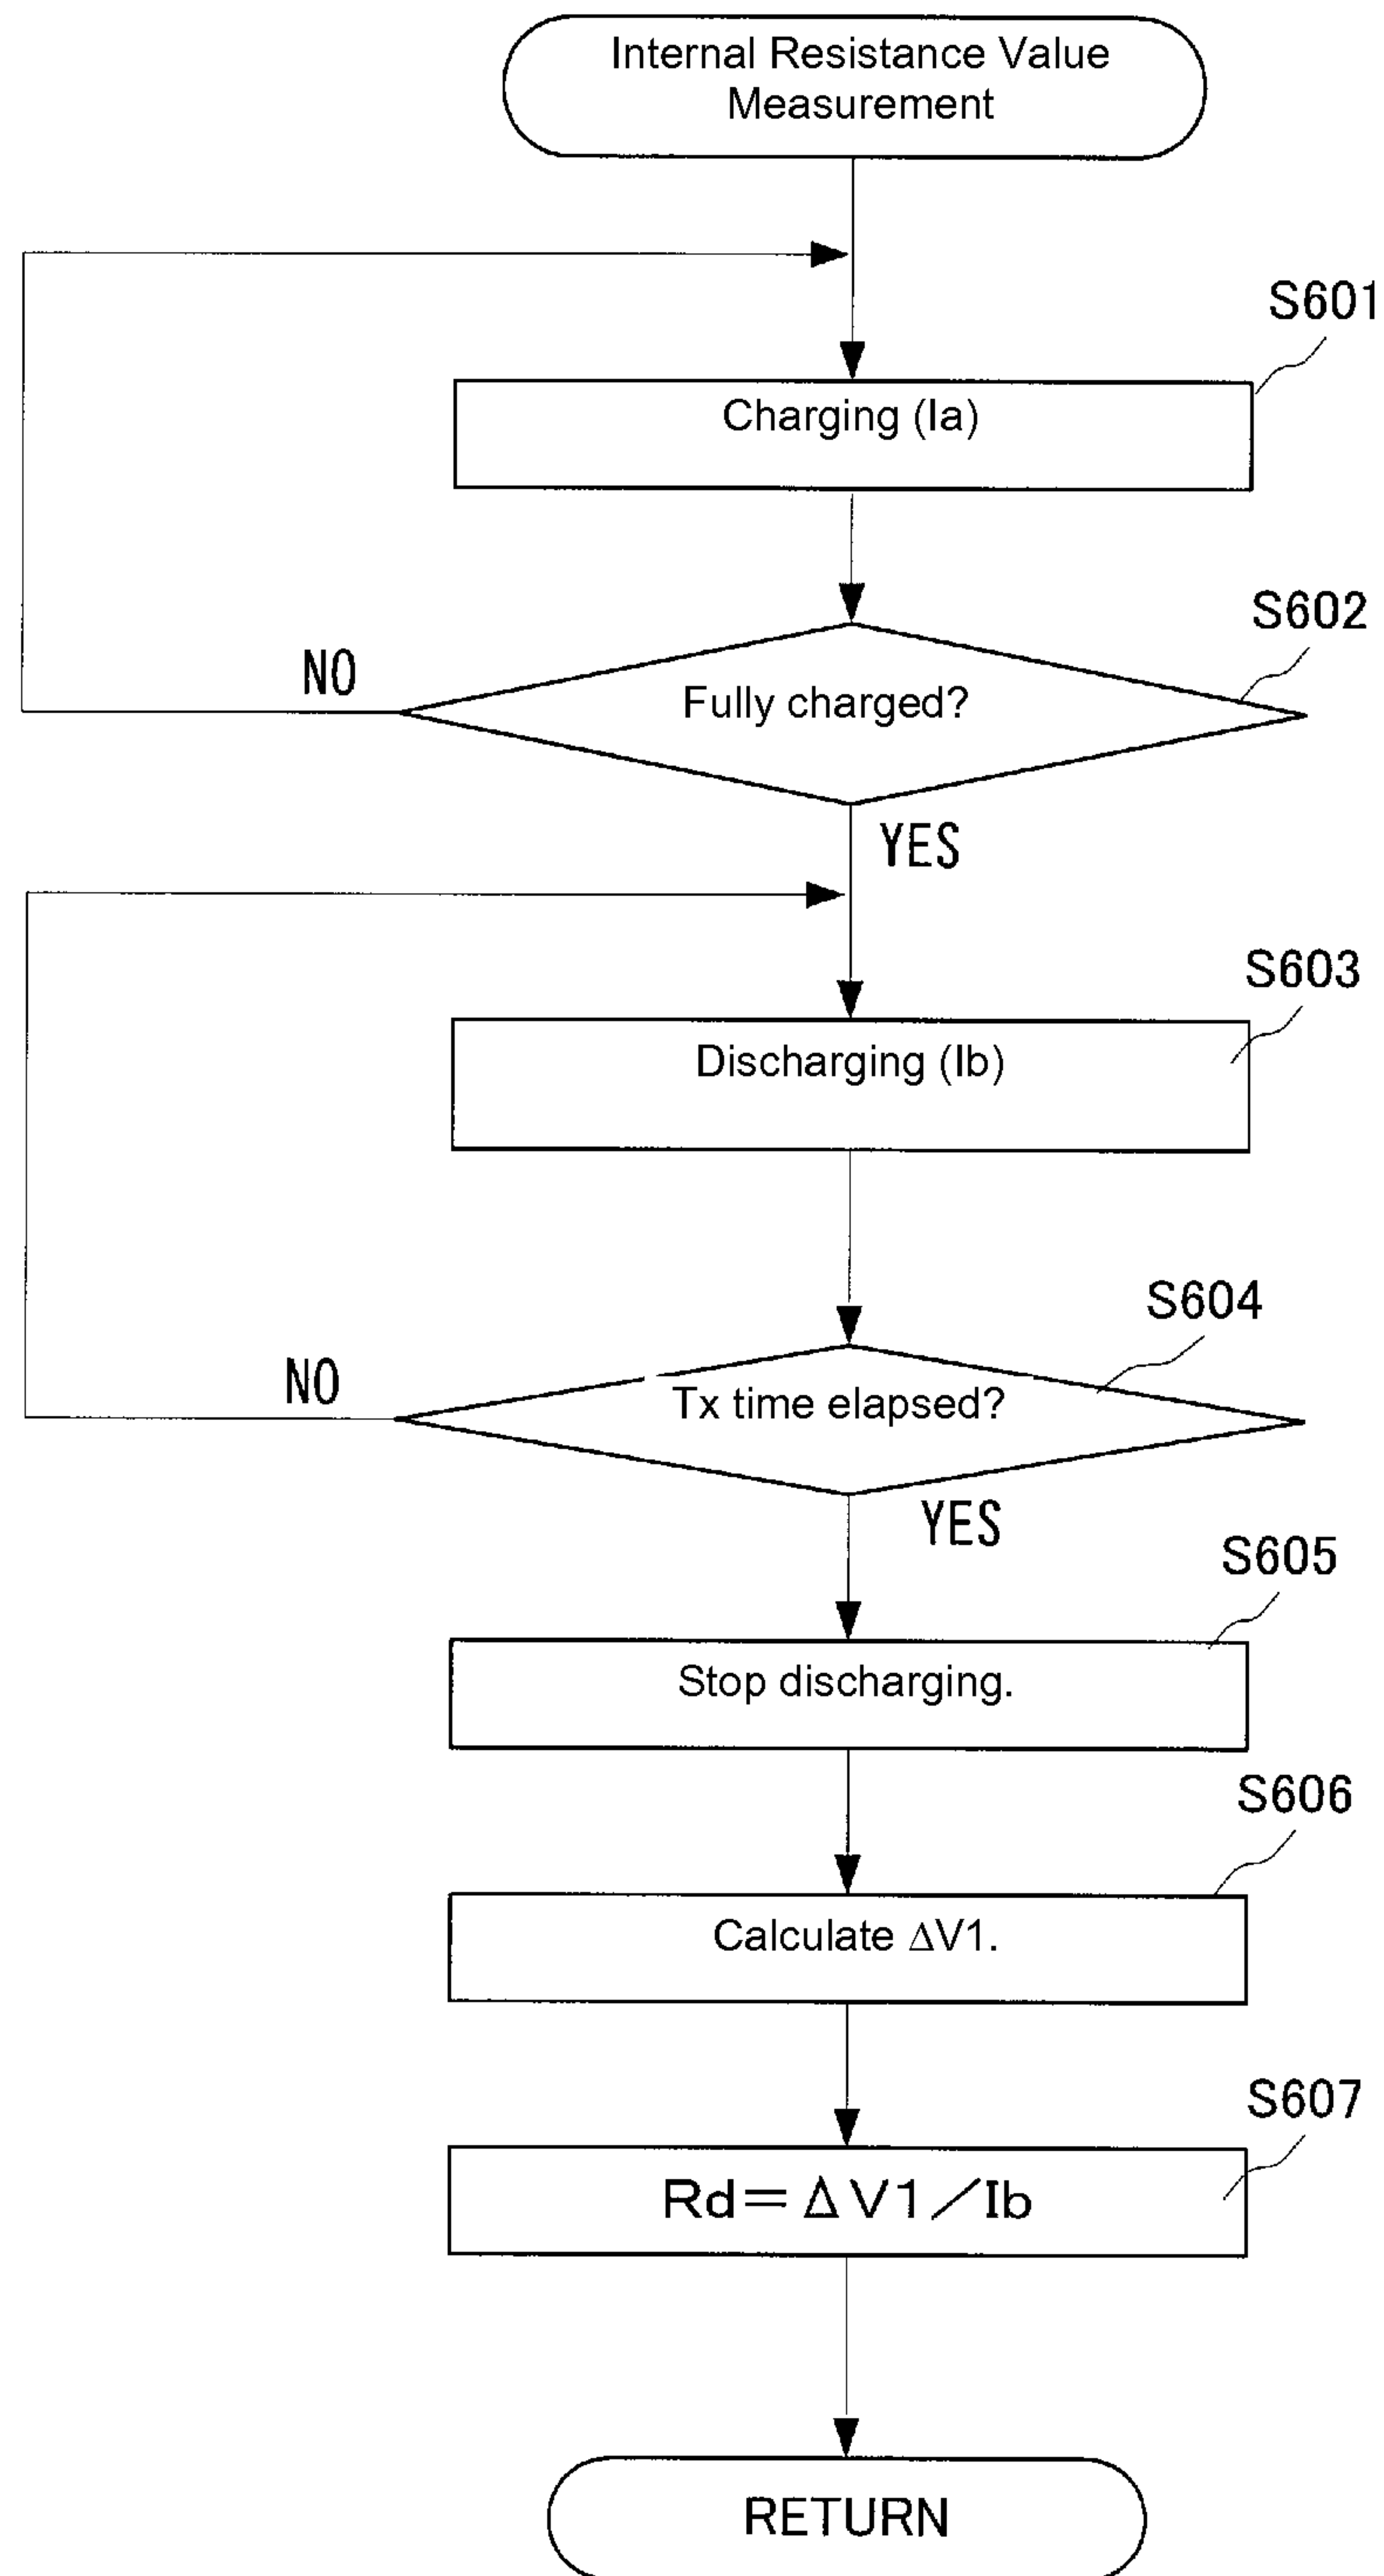 Internal Resistance Value
Measurement
S601
Charging (Ia)
S602
NO
Fully charged?
YES
S603
Discharging (Ib)
S604
NO
Tx time elapsed?
YES
S605
Stop discharging.
S606
Calculate ΔV1.
S607
Rd=ΔV1/Ib
RETURN